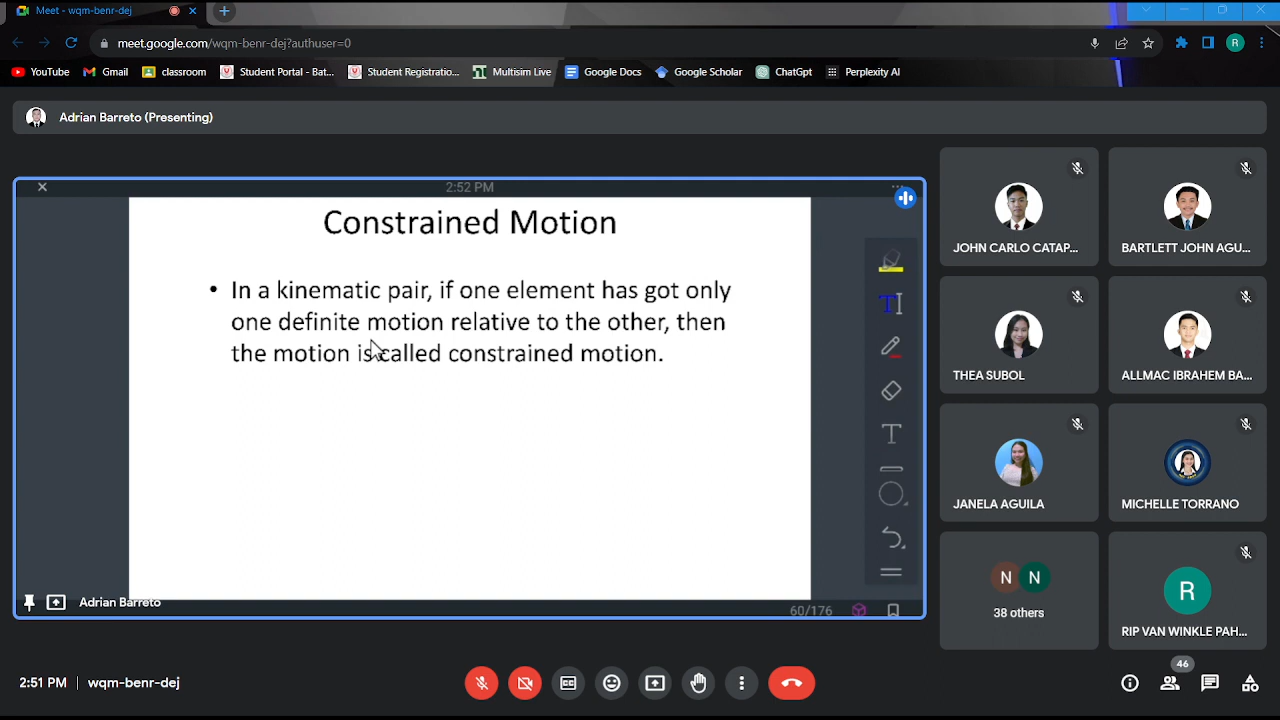 Meet - wqm-benr-dej
meet.google.com/wqm-benr-dej?authuser=0
R
YouTube
Gmail
classroom
Student Portal - Bat...
Student Registratio...
Multisim Live
Google Docs
Google Scholar
ChatGpt
Perplexity AI
Adrian Barreto (Presenting)
2:52 PM
Constrained Motion
• In a kinematic pair, if one element has got only
one definite motion relative to the other, then
the motion is called constrained motion.
T
T
60/176
Adrian Barreto
JOHN CARLO CATAP...
BARTLETT JOHN AGU...
THEA SUBOL
ALLMAC IBRAHEM BA...
JANELA AGUILA
MICHELLE TORRANO
N N
38 others
R
RIP VAN WINKLE PAH...
2:51 PM | wqm-benr-dej
46